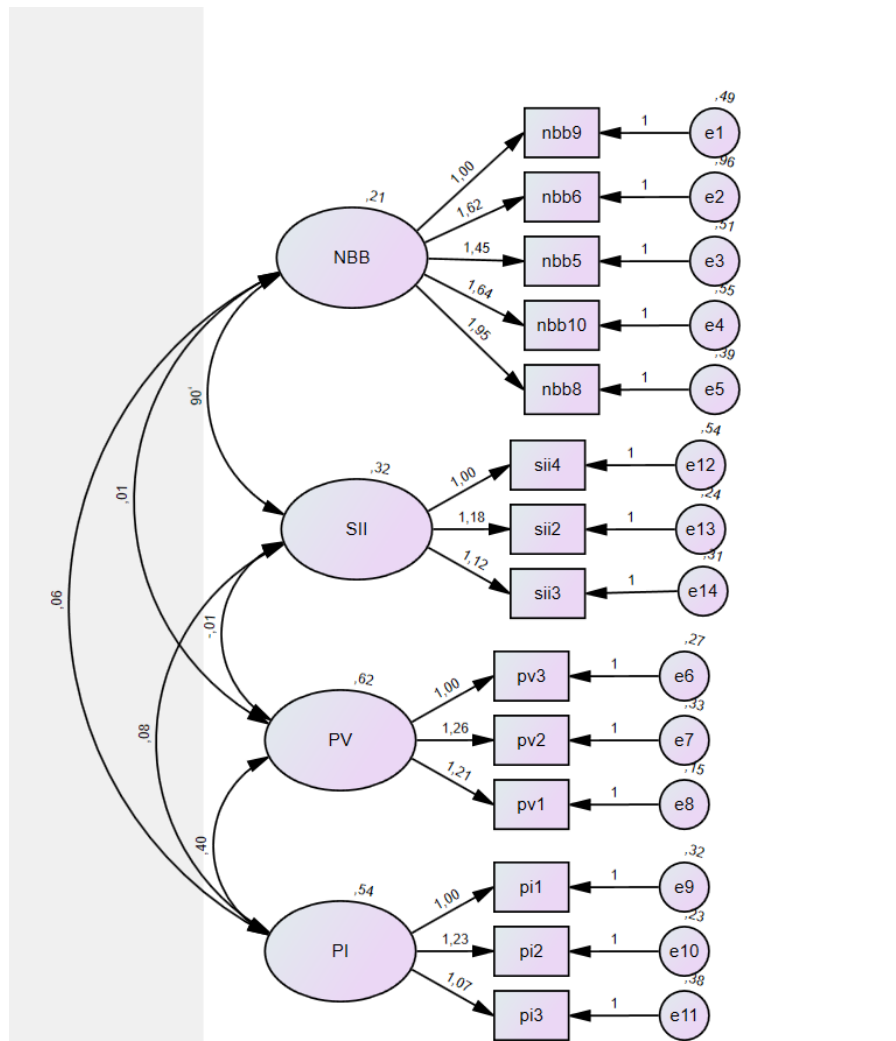 ,49
nbb9
1
e1
1,00
,96
nbb6
1
e2
1,62
,21
NBB
,51
nbb5
1
e3
1,45
,55
nbb10
1
e4
1,64
,39
nbb8
1
e5
1,95
,06
,54
sii4
1
e12
1,00
,32
SII
,24
sii2
1
e13
1,18
,31
sii3
1
e14
1,12
,01
,06
-,01
,27
pv3
1
e6
1,00
,62
PV
,33
pv2
1
e7
1,26
,15
pv1
1
e8
1,21
,08
,40
,32
pi1
1
e9
1,00
,54
PI
,23
pi2
1
e10
1,23
,38
pi3
1
e11
1,07